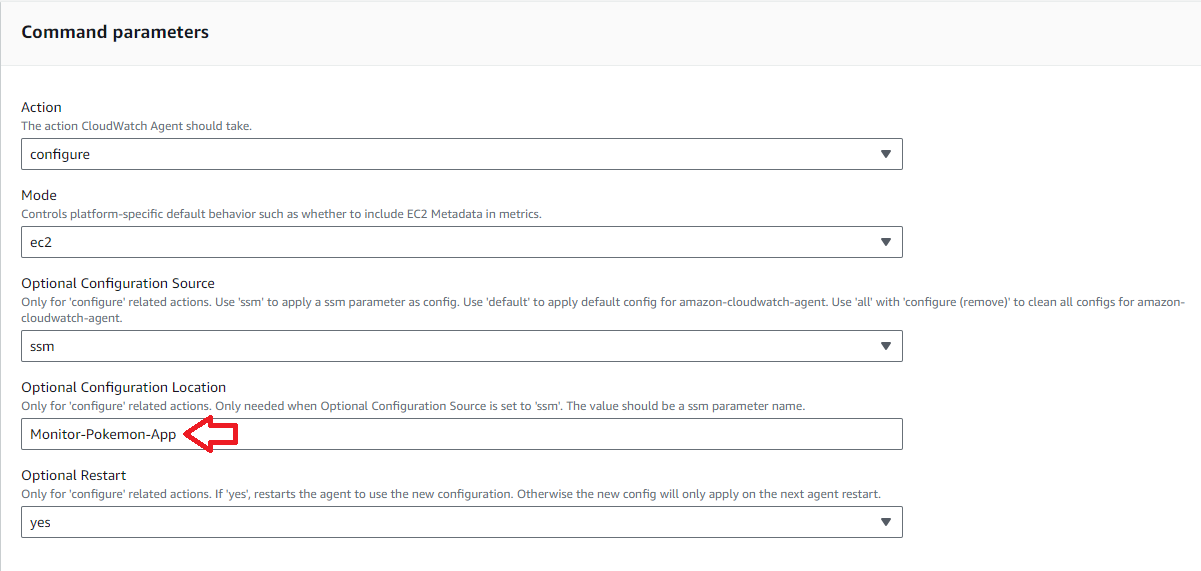 Command parameters
Action
The action CloudWatch Agent should take.
configure
Mode
Controls platform-specific default behavior such as whether to include EC2 Metadata in metrics.
ec2
Optional Configuration Source
Only for 'configure' related actions. Use 'ssm' to apply a ssm parameter as config. Use 'default' to apply default config for amazon-cloudwatch-agent. Use 'all' with 'configure (remove)' to clean all configs for amazon-
cloudwatch-agent.
ssm
Optional Configuration Location
Only for 'configure' related actions. Only needed when Optional Configuration Source is set to 'ssm'. The value should be a ssm parameter name.
Monitor-Pokemon-App
Optional Restart
Only for 'configure' related actions. If 'yes', restarts the agent to use the new configuration. Otherwise the new config will only apply on the next agent restart.
yes